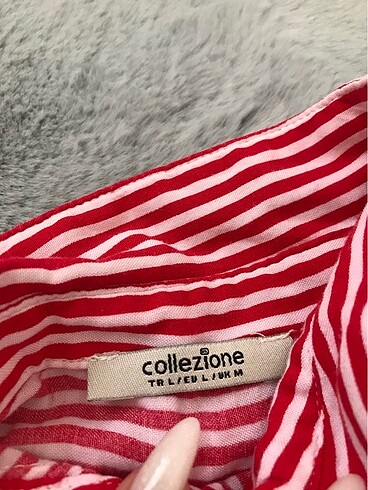 collezione
TR L / EU L / UK M